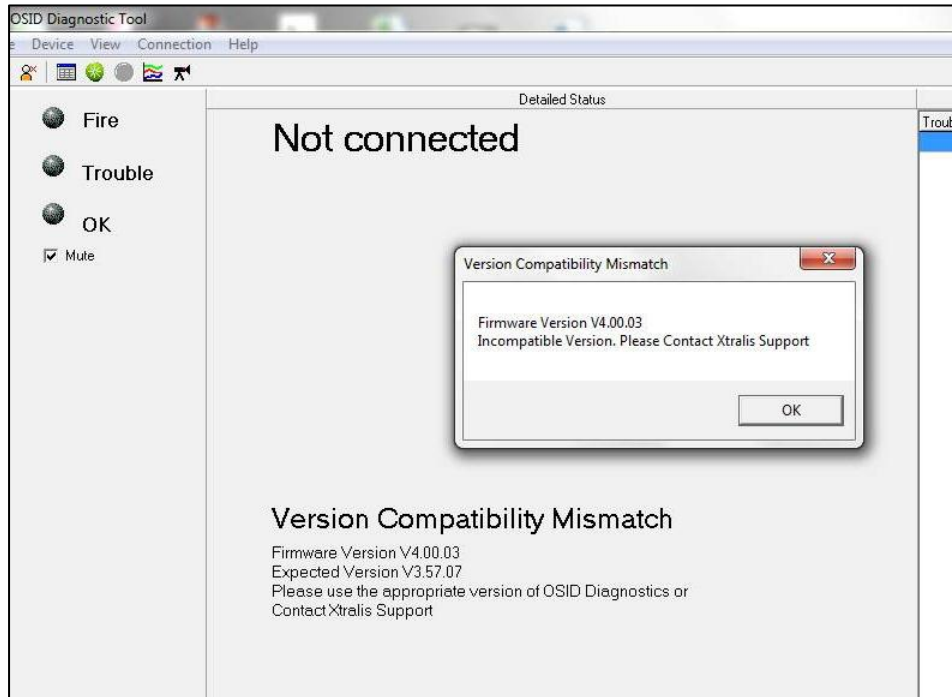 OSID Diagnostic Tool
Device View Connection Help
Detailed Status
Fire
Trouble
OK
Mute
Not connected
Version Compatibility Mismatch
Firmware Version V4.00.03
Incompatible Version. Please Contact Xtralis Support
OK
Version Compatibility Mismatch
Firmware Version V4.00.03
Expected Version V3.57.07
Please use the appropriate version of OSID Diagnostics or
Contact Xtralis Support